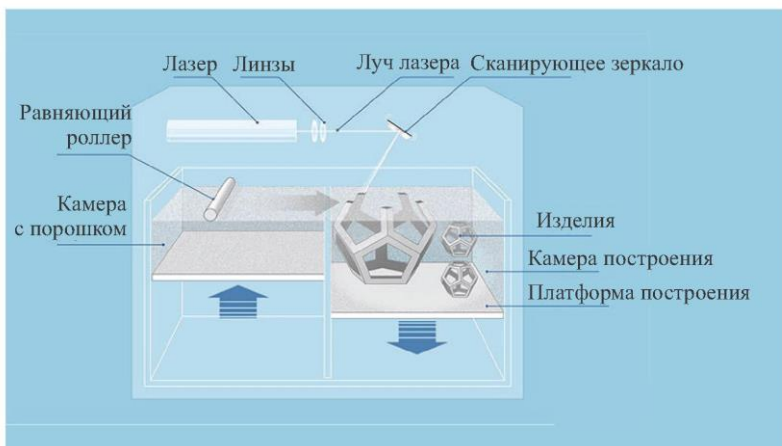 Лазер
Линзы
Луч лазера
Сканирующее зеркало
Равняющий
роллер
Камера
с порошком
Изделия
Камера построения
Платформа построения